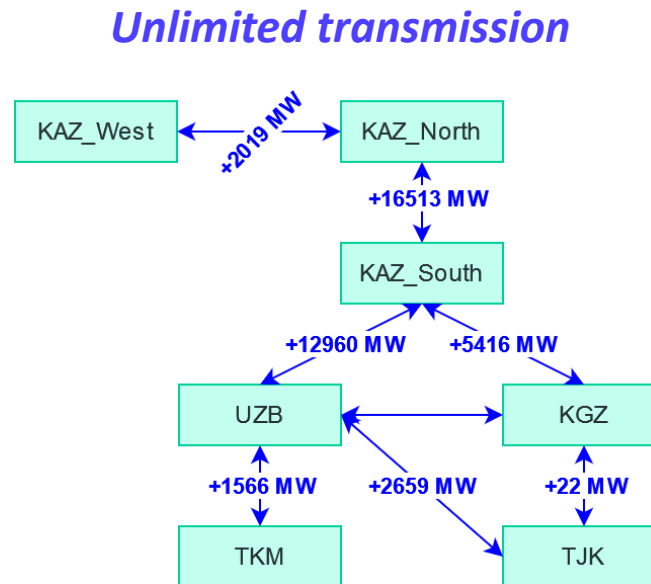 Unlimited transmission
KAZ_West
+2019 MW
KAZ_North
+16513 MW
KAZ_South
+12960 MW
+5416 MW
UZB
KGZ
+1566 MW
+2659 MW
+22 MW
TKM
TJK